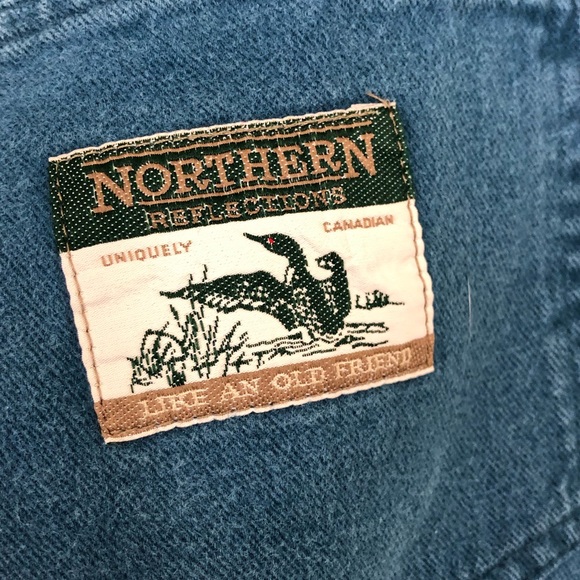 NORTHERN
REFLECTIONS
UNIQUELY CANADIAN
LIKE AN OLD FRIEND